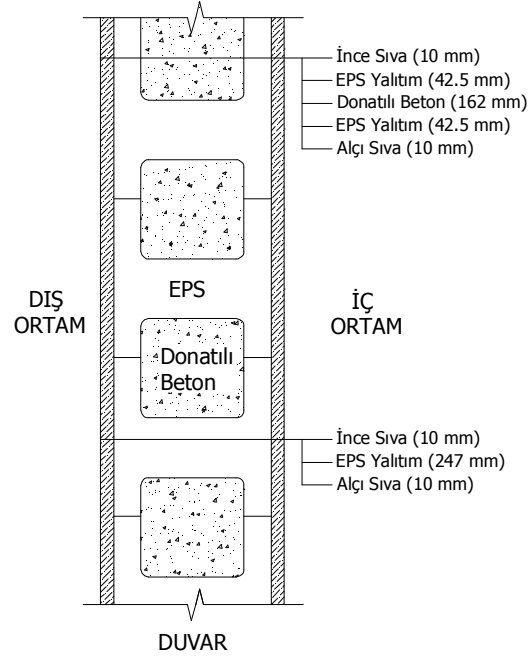 İnce Sıva (10 mm)
EPS Yalıtım (42.5 mm)
Donatılı Beton (162 mm)
EPS Yalıtım (42.5 mm)
Alçı Sıva (10 mm)
DIŞ
ORTAM
EPS
İÇ
ORTAM
Donatılı
Beton
İnce Sıva (10 mm)
EPS Yalıtım (247 mm)
Alçı Sıva (10 mm)
DUVAR